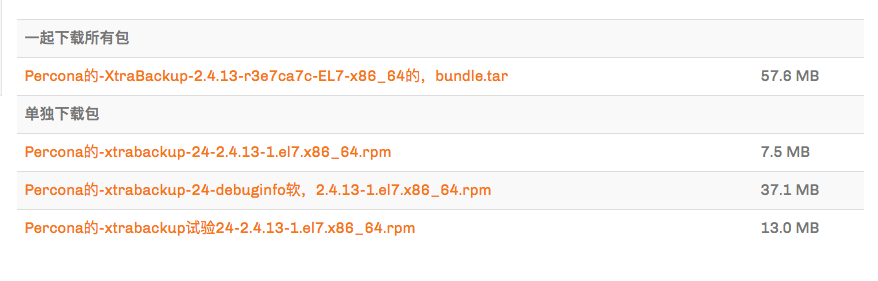 一起下载所有包
Percona的-XtraBackup-2.4.13-r3e7ca7c-EL7-x86_64的，bundle.tar 57.6 MB
单独下载包
Percona的-xtrabackup-24-2.4.13-1.el7.x86_64.rpm 7.5 MB
Percona的-xtrabackup-24-debuginfo软，2.4.13-1.el7.x86_64.rpm 37.1 MB
Percona的-xtrabackup试验24-2.4.13-1.el7.x86_64.rpm 13.0 MB